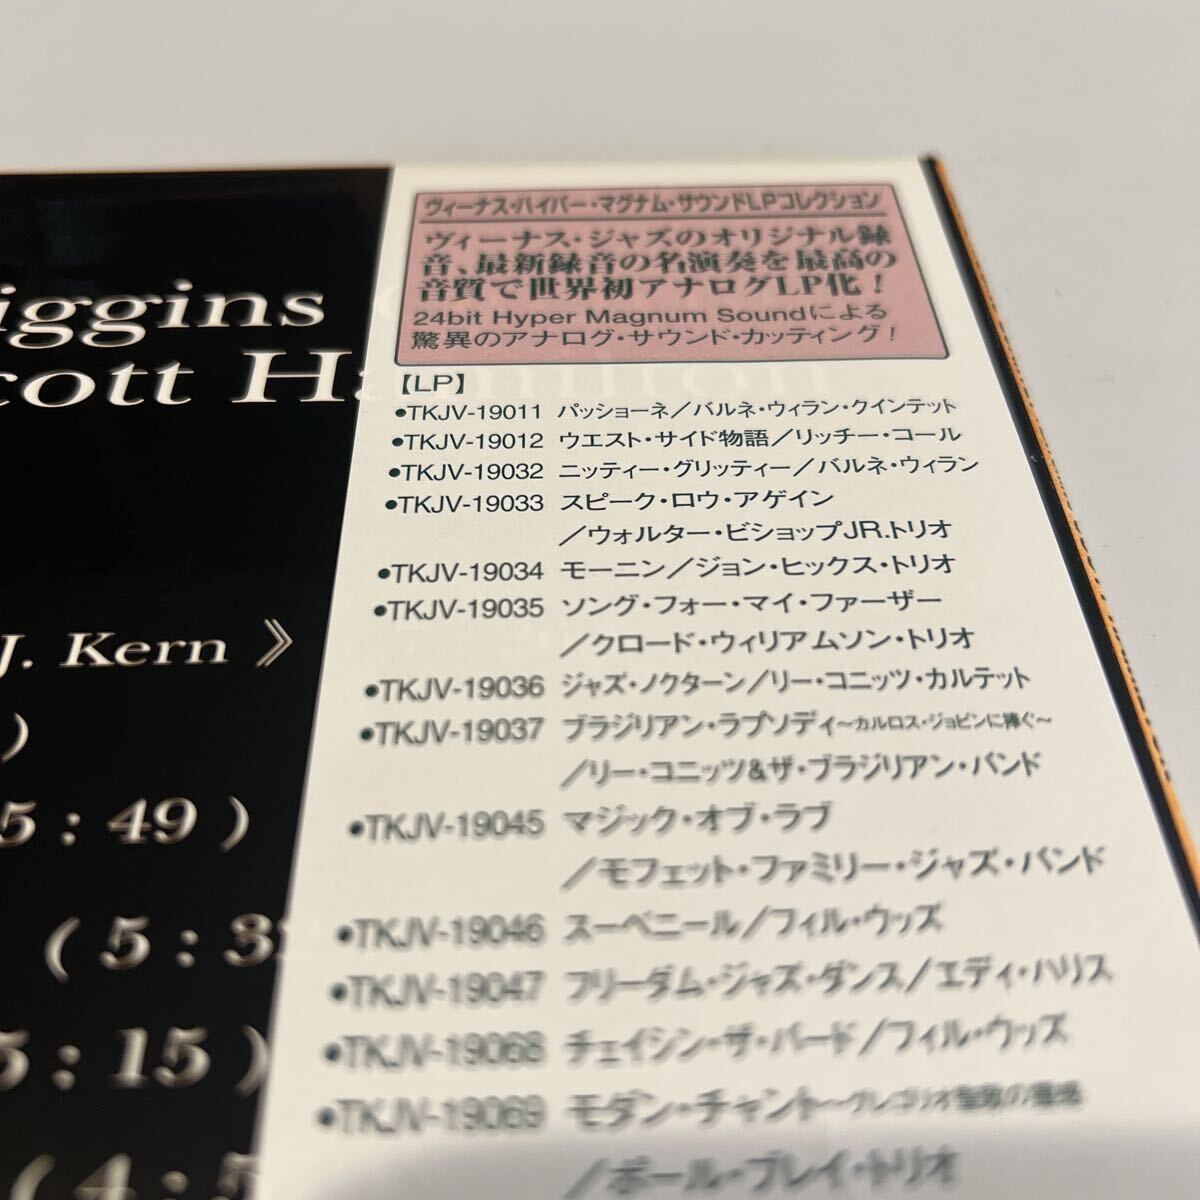 ヴィーナス・ハイパー・マグナム・サウンドLPコレクション
ヴィーナス・ジャズのオリジナル録
音、最新録音の名演奏を最高の
音質で世界初アナログLP化!
24bit Hyper Magnum Soundによる
驚異のアナログ・サウンド・カッティング!
【LP】
●TKJV-19011 パッショーネ/バルネ・ウィラン・クインテット
●TKJV-19012 ウエスト・サイド物語/リッチー・コール
●TKJV-19032 ニッティー・グリッティー/バルネ・ウィラン
●TKJV-19033 スピーク・ロウ・アゲイン
/ウォルター・ビショップJR.トリオ
●TKJV-19034 モーニン/ジョン・ヒックス・トリオ
●TKJV-19035 ソング・フォー・マイ・ファーザー
/クロード・ウィリアムソン・トリオ
●TKJV-19036 ジャズ・ノクターン/リー・コニッツ・カルテット
●TKJV-19037 ブラジリアン・ラプソディ~カルロス・ジョビンに捧ぐ~
/リー・コニッツ&ザ・ブラジリアン・バンド
●TKJV-19045 マジック・オブ・ラブ
/モフェット・ファミリー・ジャズ・バンド
●TKJV-19046 スーベニール/フィル・ウッズ
●TKJV-19047 フリーダム・ジャズ・ダンス/エディ・ハリス
●TKJV-19068 チェイシン・ザ・バード/フィル・ウッズ
●TKJV-19069 モダン・チャント~グレゴリオ聖歌の
/ポール・ブレイ・トリオ
iggins
cott Hamilton
J. Kern 》
)
5 : 49 )
( 5 : 3
5 : 15 )
( 4 : 5